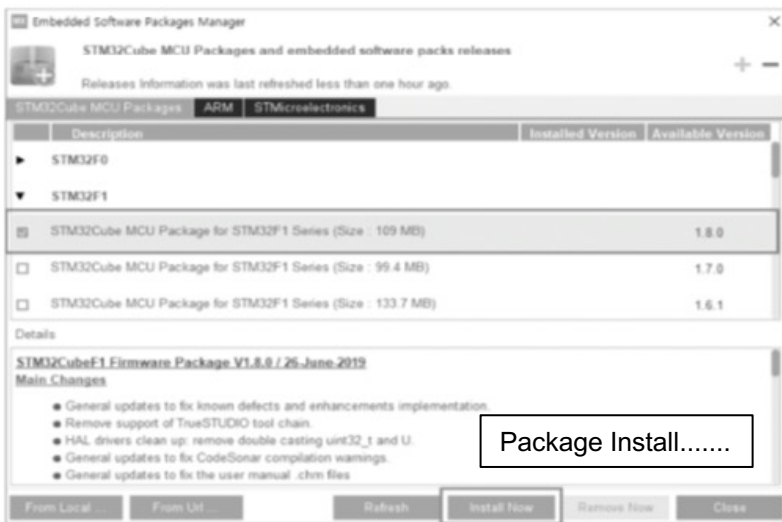 MX Embedded Software Packages Manager
STM32Cube MCU Packages and embedded software packs releases
Releases Information was last refreshed less than one hour ago.
STM32Cube MCU Packages ARM STMicroelectronics
Description Installed Version Available Version
STM32F0
STM32F1
STM32Cube MCU Package for STM32F1 Series (Size : 109 MB) 1.8.0
STM32Cube MCU Package for STM32F1 Series (Size : 99.4 MB) 1.7.0
STM32Cube MCU Package for STM32F1 Series (Size : 133.7 MB) 1.6.1
Details
STM32CubeF1 Firmware Package V1.8.0 / 26-June-2019
Main Changes
General updates to fix known defects and enhancements implementation.
Remove support of TrueSTUDIO tool chain.
HAL drivers clean up: remove double casting uint32_t and U.
General updates to fix CodeSonar compilation warnings.
General updates to fix the user manual .chm files
Package Install.......
From Local ... From Url ... Refresh Install Now Remove Now Close